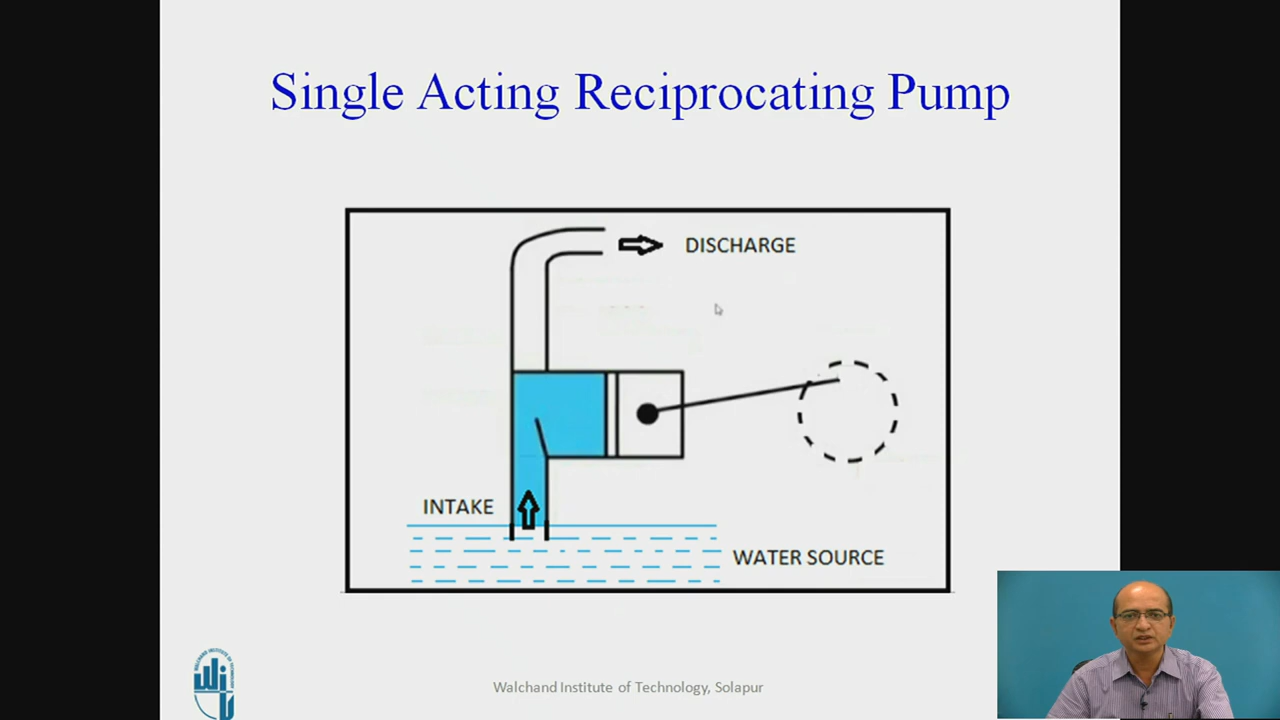 Single Acting Reciprocating Pump
DISCHARGE
INTAKE
WATER SOURCE
Walchand Institute of Technology, Solapur